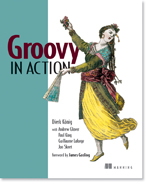 Groovy
IN ACTION
Dierk König
with Andrew Glover
Paul King
Guillaume Laforge
Jon Skeet
Foreword by James Gosling
MANNING